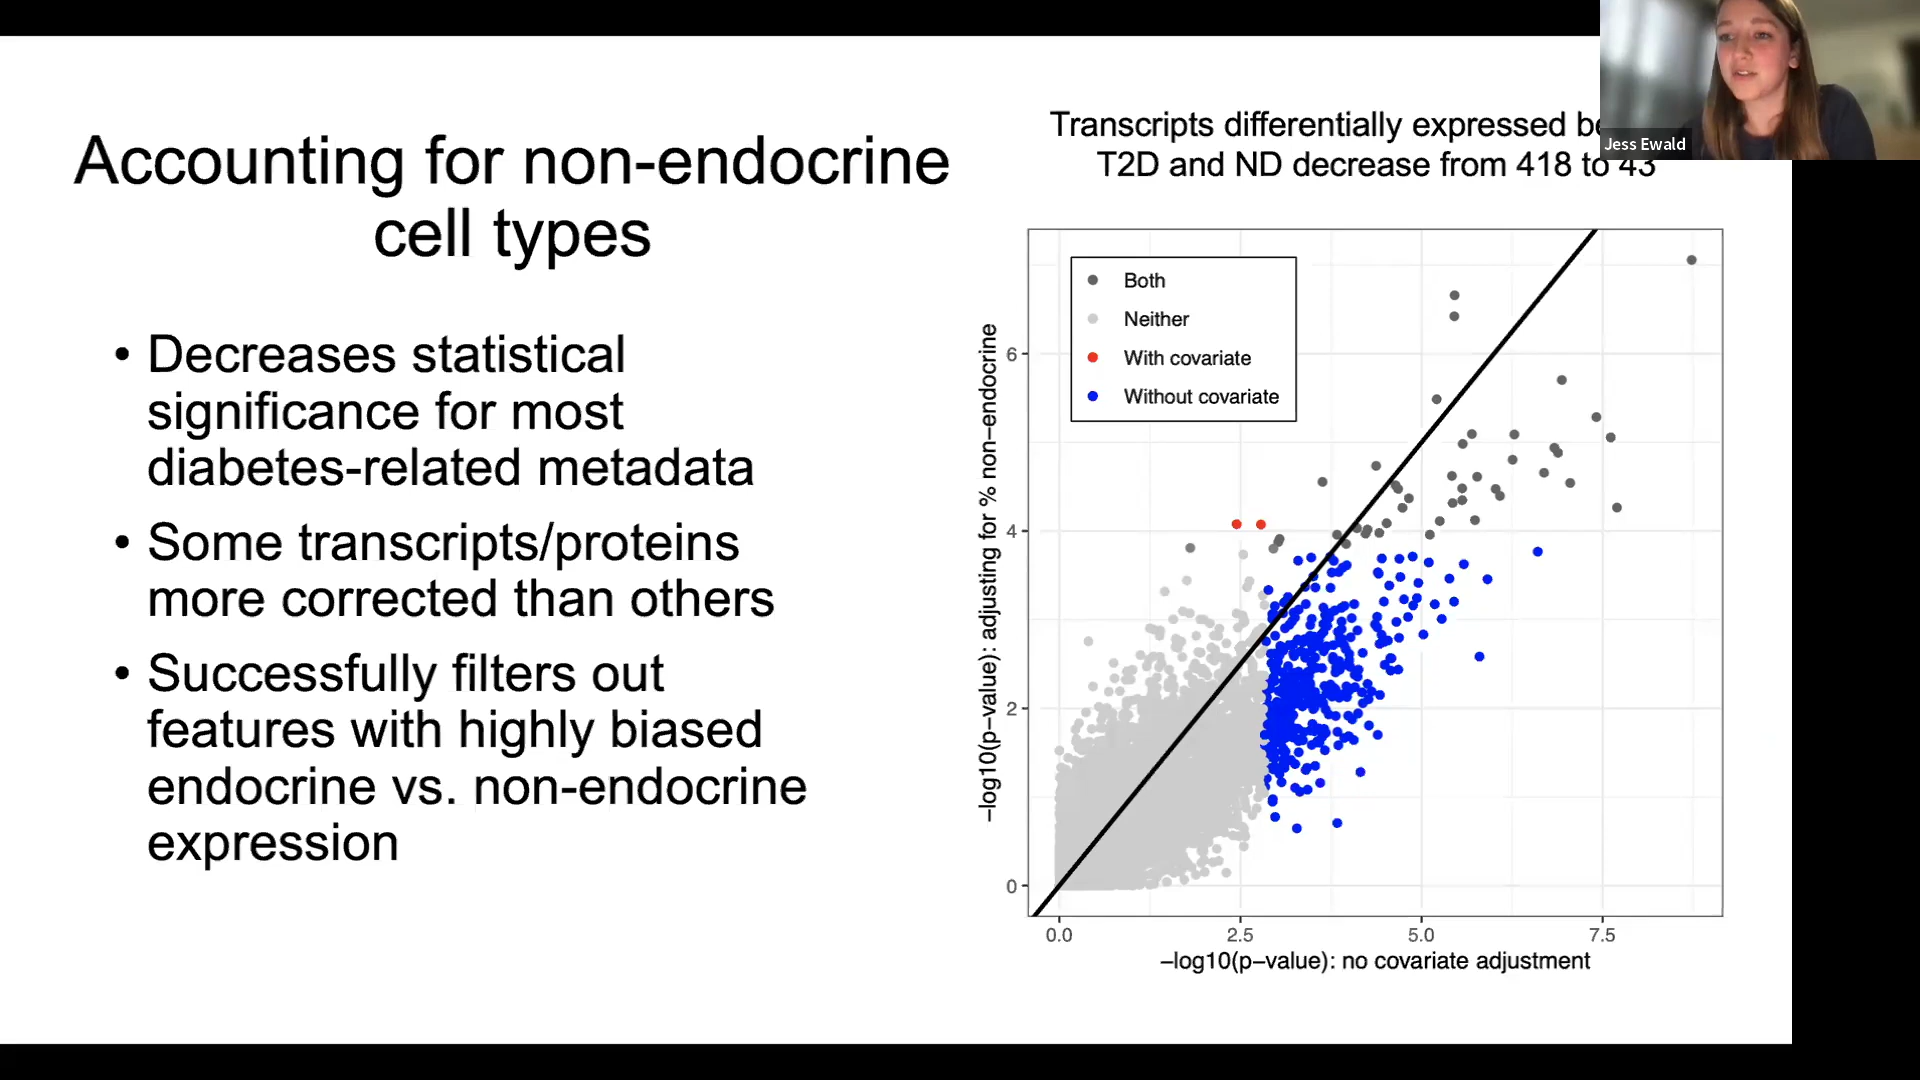 Accounting for non-endocrine
cell types
• Decreases statistical
significance for most
diabetes-related metadata
• Some transcripts/proteins
more corrected than others
• Successfully filters out
features with highly biased
endocrine vs. non-endocrine
expression
Transcripts differentially expressed
T2D and ND decrease from 418 to 43
Both
Neither
With covariate
Without covariate
−log10(p−value): adjusting for % non−endocrine
6
4
2
0
0.0
2.5
5.0
7.5
−log10(p−value): no covariate adjustment
Jess Ewald